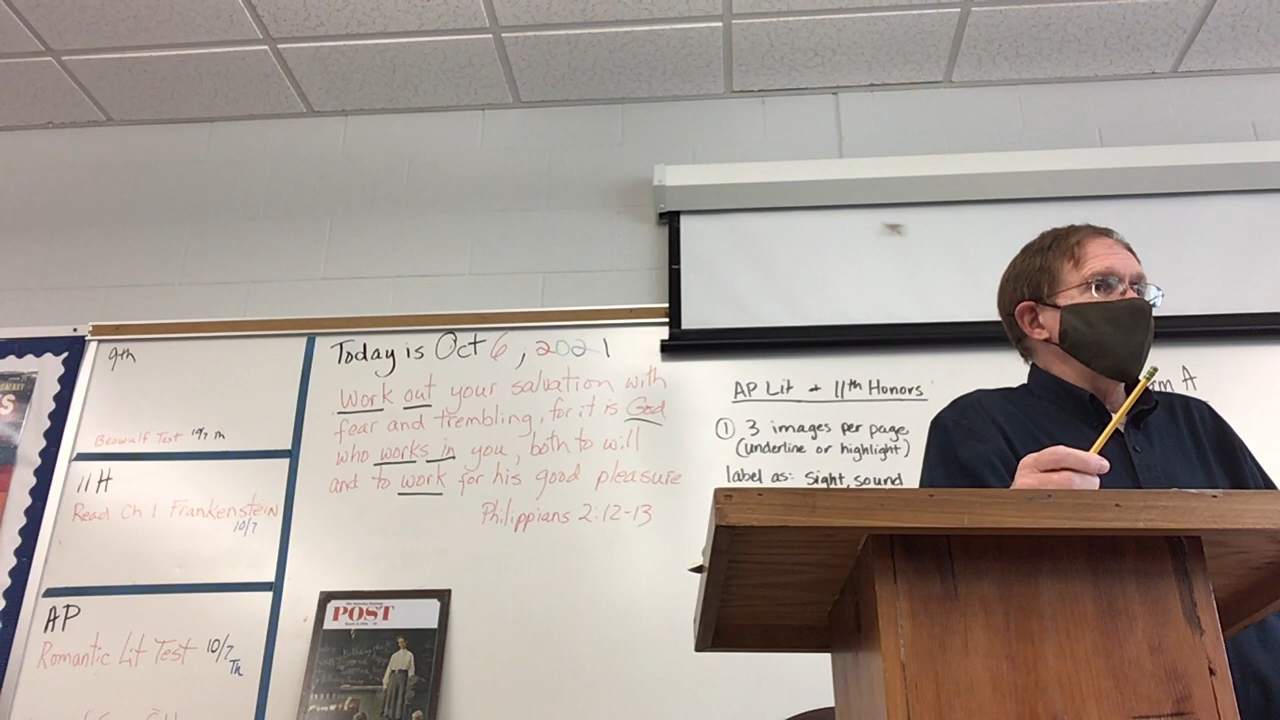 9th
Beowulf Test 10/7 Th
11 H
Read Ch 1 Frankenstein
10/7
AP
Romantic Lit Test 10/7
Th
Today is Oct 6, 2021
Work out your salvation with
fear and trembling, for it is God
who works in you, both to will
and to work for his good pleasure
Philippians 2:12-13
POST
AP Lit + 11th Honors
① 3 images per page
(underline or highlight)
label as: sight, sound
A